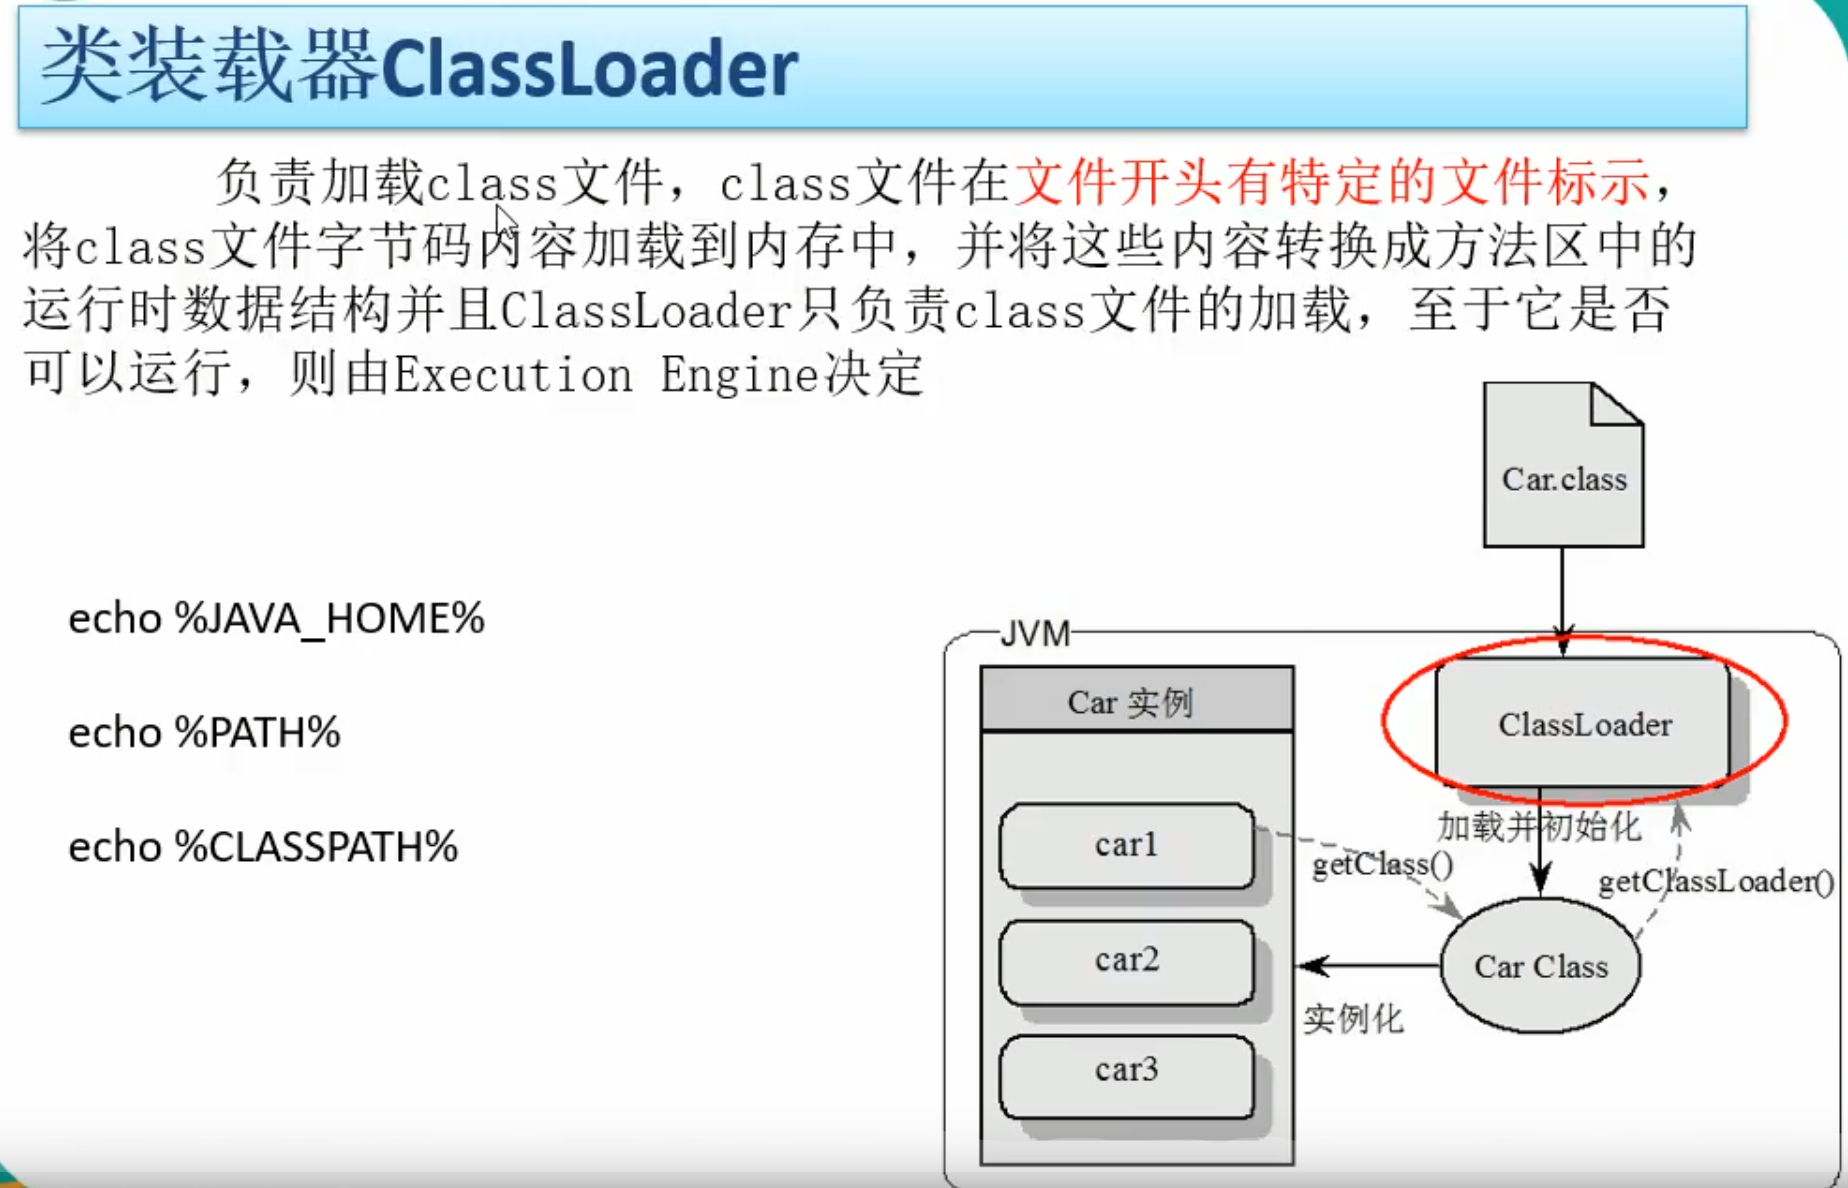 类装载器ClassLoader
负责加载class文件，class文件在文件开头有特定的文件标示，
将class文件字节码内容加载到内存中，并将这些内容转换成方法区中的
运行时数据结构并且ClassLoader只负责class文件的加载，至于它是否
可以运行，则由Execution Engine决定
Car.class
echo %JAVA_HOME%
echo %PATH%
echo %CLASSPATH%
JVM
Car 实例
ClassLoader
加载并初始化
car1
getClass()
getClassLoader()
car2
Car Class
实例化
car3